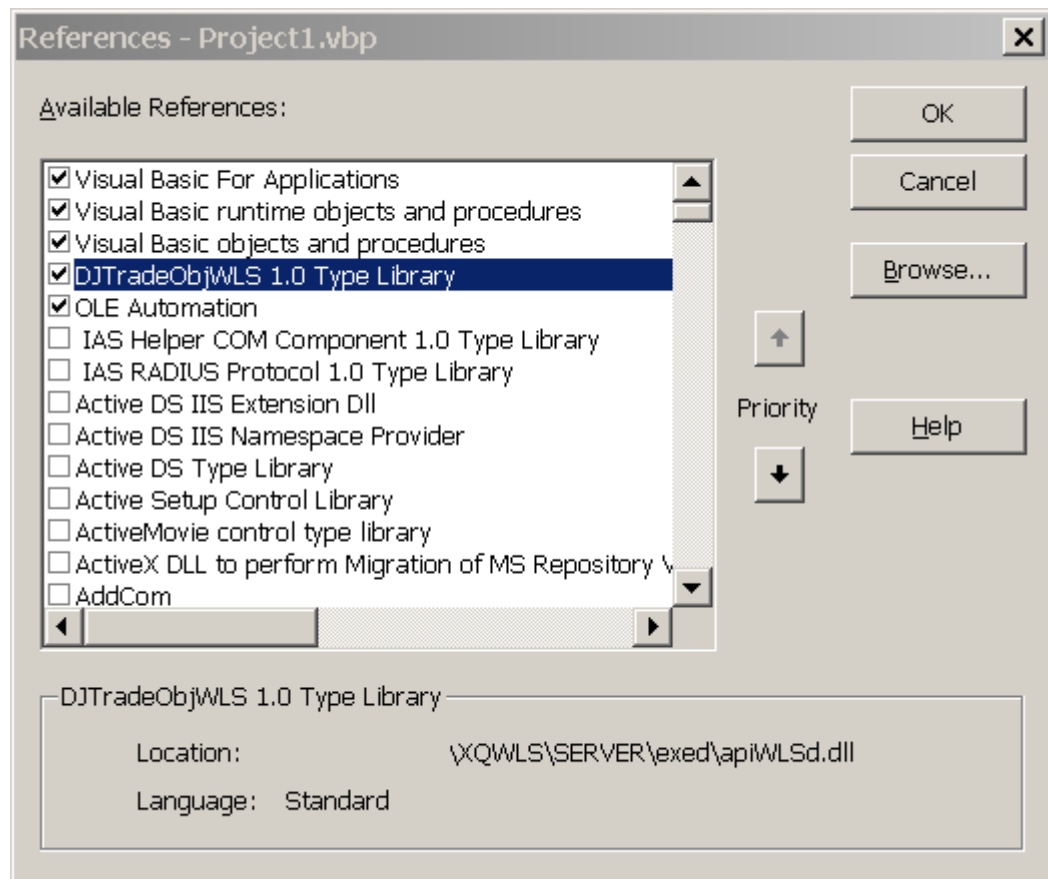 References - Project1.vbp
Available References:
OK
Visual Basic For Applications
Cancel
Visual Basic runtime objects and procedures
Visual Basic objects and procedures
DJTradeObjWLS 1.0 Type Library
Browse...
OLE Automation
IAS Helper COM Component 1.0 Type Library
IAS RADIUS Protocol 1.0 Type Library
Active DS IIS Extension Dll
Priority
Active DS IIS Namespace Provider
Help
Active DS Type Library
Active Setup Control Library
ActiveMovie control type library
ActiveX DLL to perform Migration of MS Repository
AddCom
DJTradeObjWLS 1.0 Type Library
Location: \XQWLS\SERVER\exed\apiWLSd.dll
Language: Standard